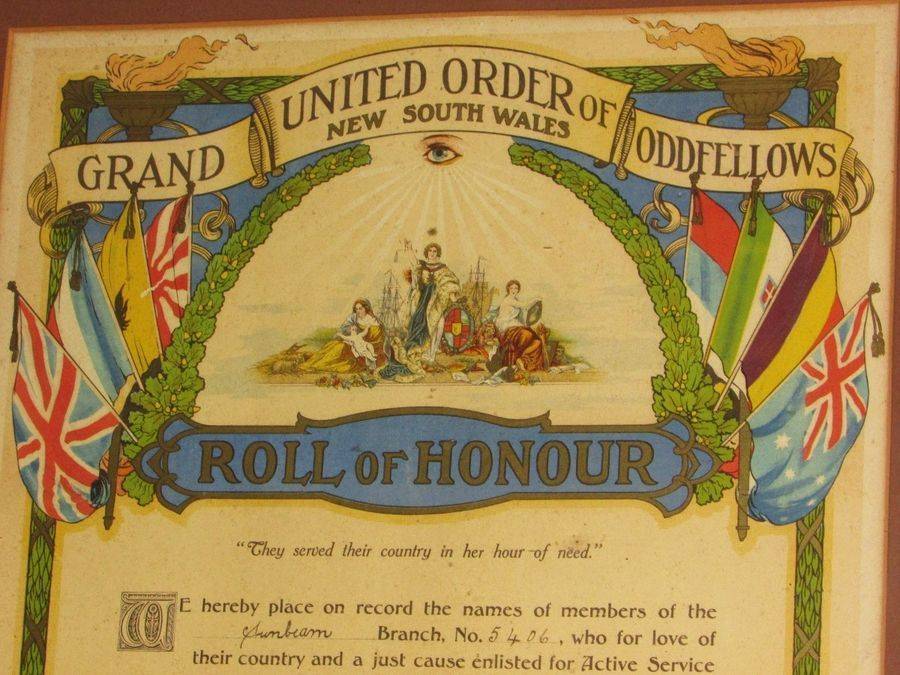 GRAND UNITED ORDER OF ODDFELLOWS
NEW SOUTH WALES
ROLL OF HONOUR
"They served their country in her hour of need."
WE hereby place on record the names of members of the
Sunbeam Branch, No. 5406, who for love of
their country and a just cause enlisted for Active Service